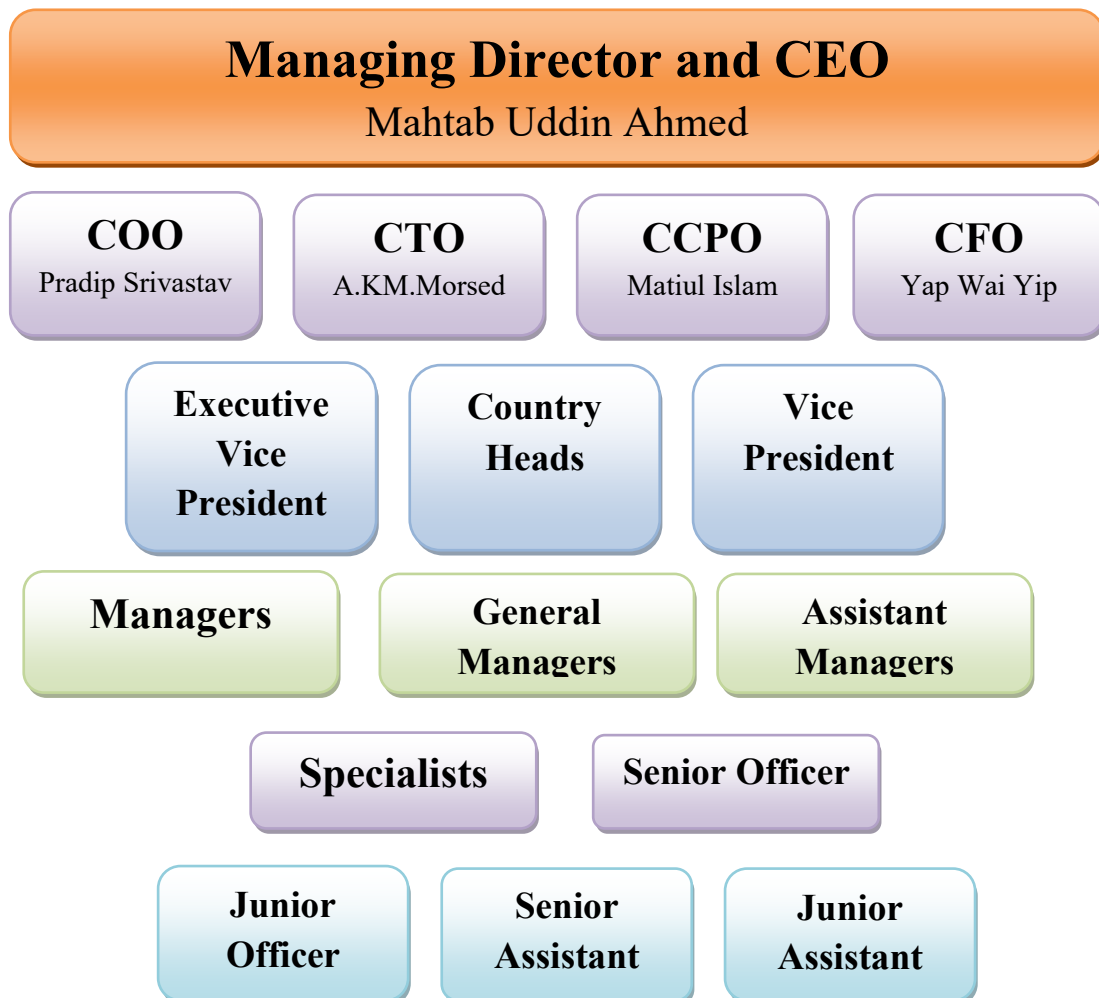 Managing Director and CEO
Mahtab Uddin Ahmed
COO
Pradip Srivastav
CTO
A.KM.Morsed
CCPO
Matiul Islam
CFO
Yap Wai Yip
Executive
Vice
President
Country
Heads
Vice
President
Managers
General
Managers
Assistant
Managers
Specialists
Senior Officer
Junior
Officer
Senior
Assistant
Junior
Assistant